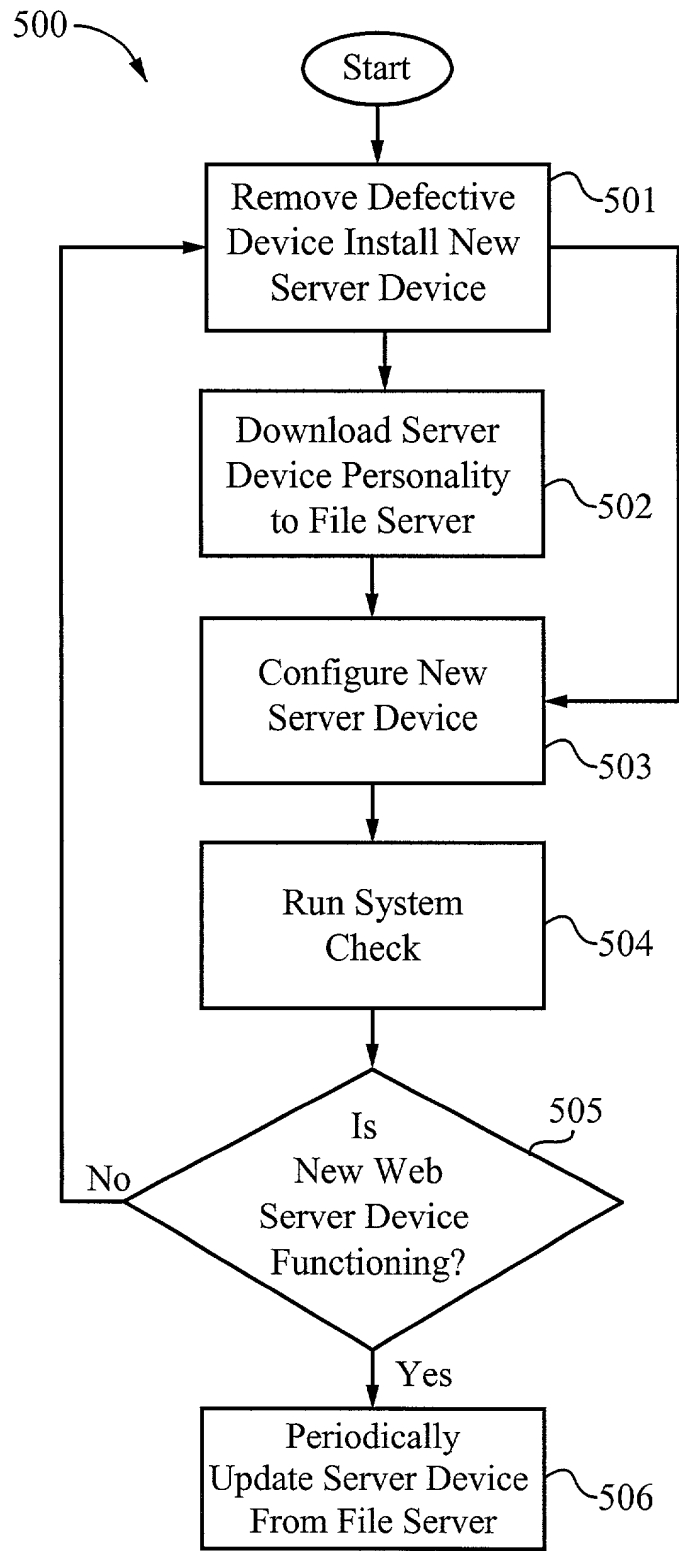 500
Start
Remove Defective
Device Install New
Server Device
501
Download Server
Device Personality
to File Server
502
Configure New
Server Device
503
Run System
Check
504
Is
New Web
Server Device
Functioning?
505
No
Yes
Periodically
Update Server Device
From File Server
506